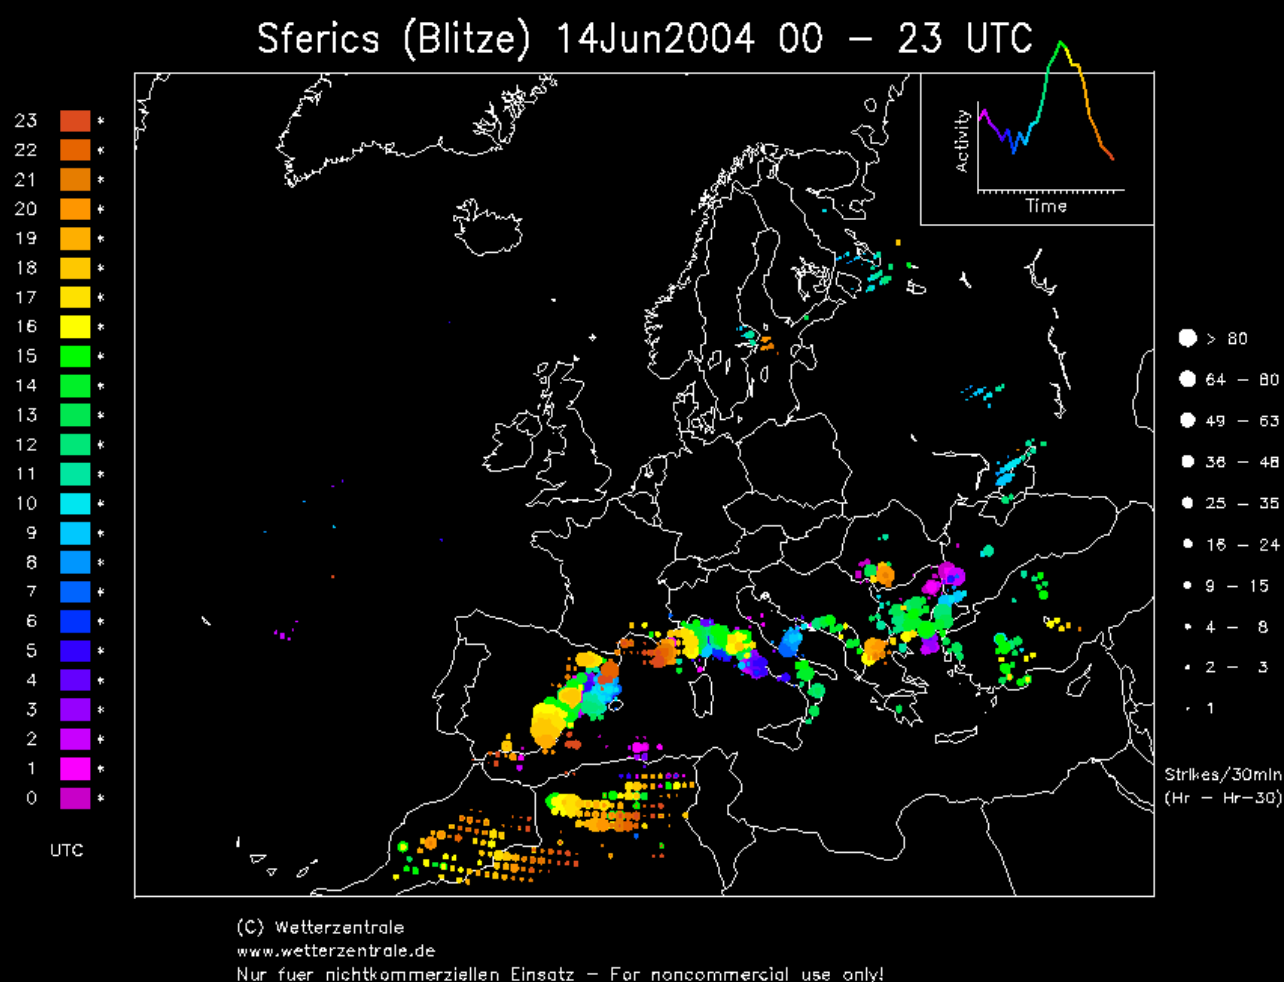 Sferics (Blitze) 14Jun2004 00 – 23 UTC
Activity
Time
23 *
22 *
21 *
20 *
19 *
18 *
17 *
16 *
15 *
14 *
13 *
12 *
11 *
10 *
9 *
8 *
7 *
6 *
5 *
4 *
3 *
2 *
1 *
0 *
UTC
> 80
64 – 80
49 – 63
36 – 48
25 – 35
16 – 24
9 – 15
4 – 8
2 – 3
1
Strikes/30min
(Hr – Hr-30)
(C) Wetterzentrale
www.wetterzentrale.de
Nur fuer nichtkommerziellen Einsatz – For noncommercial use only!